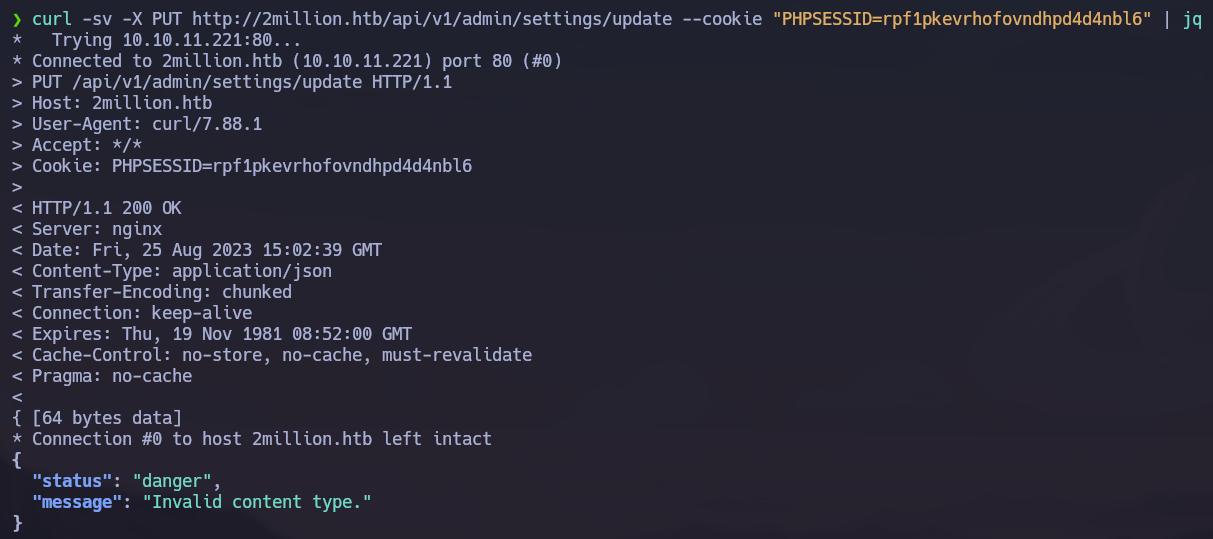 ❯ curl -sv -X PUT http://2million.htb/api/v1/admin/settings/update --cookie "PHPSESSID=rpf1pkevrhofovndhpd4d4nbl6" | jq
*   Trying 10.10.11.221:80...
* Connected to 2million.htb (10.10.11.221) port 80 (#0)
> PUT /api/v1/admin/settings/update HTTP/1.1
> Host: 2million.htb
> User-Agent: curl/7.88.1
> Accept: */*
> Cookie: PHPSESSID=rpf1pkevrhofovndhpd4d4nbl6
>
< HTTP/1.1 200 OK
< Server: nginx
< Date: Fri, 25 Aug 2023 15:02:39 GMT
< Content-Type: application/json
< Transfer-Encoding: chunked
< Connection: keep-alive
< Expires: Thu, 19 Nov 1981 08:52:00 GMT
< Cache-Control: no-store, no-cache, must-revalidate
< Pragma: no-cache
<
{ [64 bytes data]
* Connection #0 to host 2million.htb left intact
{
  "status": "danger",
  "message": "Invalid content type."
}